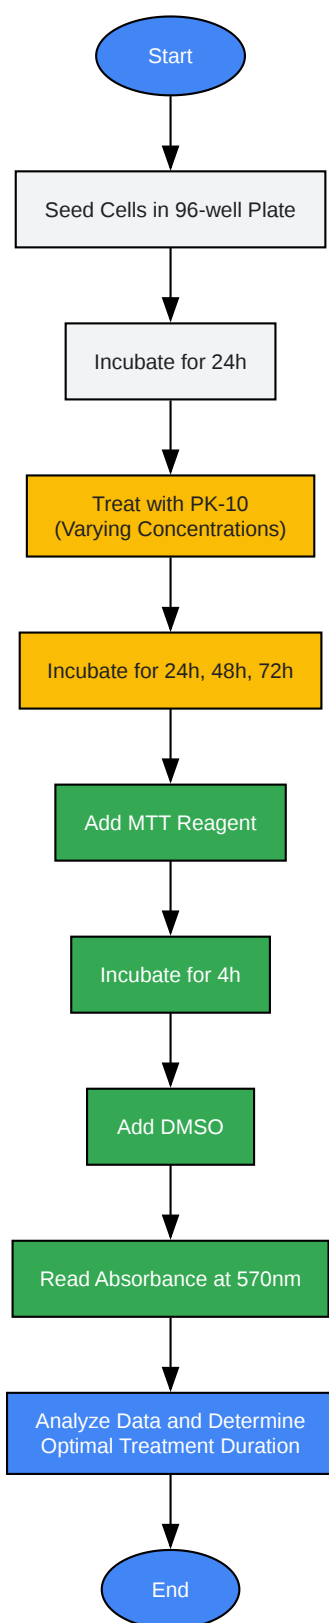 Start
Seed Cells in 96-well Plate
Incubate for 24h
Treat with PK-10
(Varying Concentrations)
Incubate for 24h, 48h, 72h
Add MTT Reagent
Incubate for 4h
Add DMSO
Read Absorbance at 570nm
Analyze Data and Determine
Optimal Treatment Duration
End